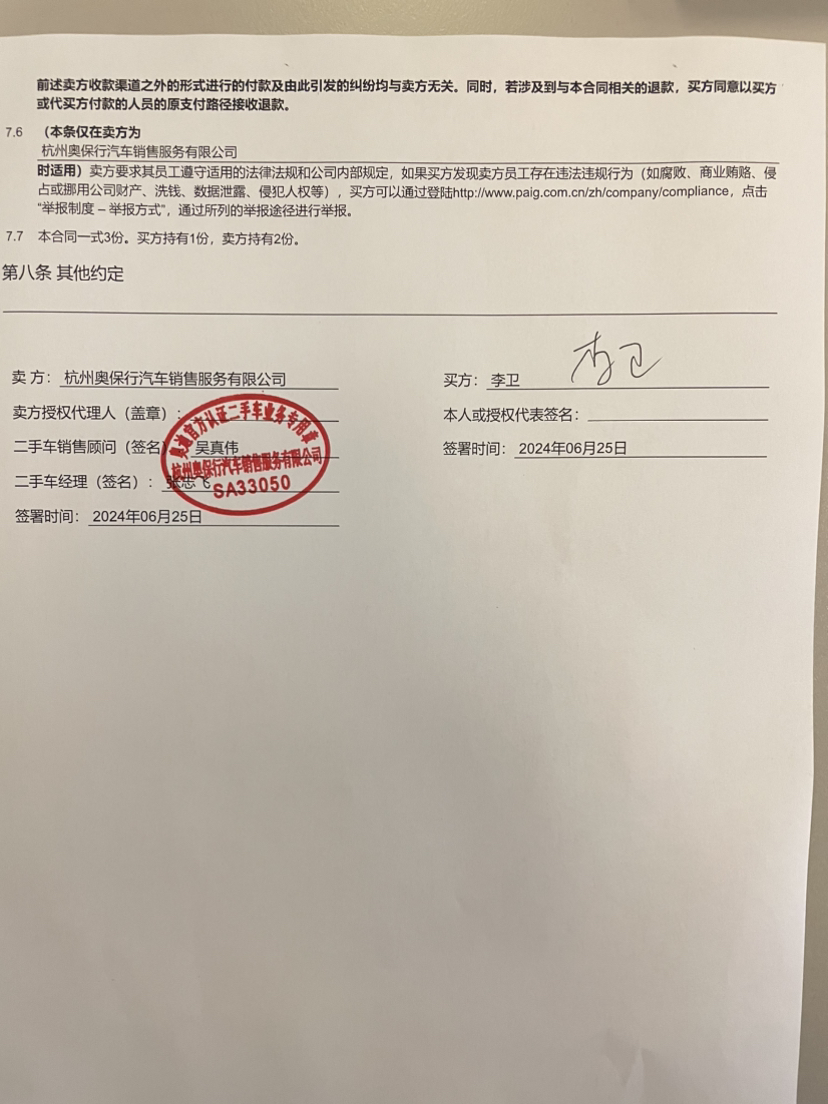 前述卖方收款渠道之外的形式进行的付款及由此引发的纠纷均与卖方无关。同时，若涉及到与本合同相关的退款，买方同意以买方
或代买方付款的人员的原支付路径接收退款。
7.6 （本条仅在卖方为
杭州奥保行汽车销售服务有限公司
时适用）卖方要求其员工遵守适用的法律法规和公司内部规定，如果买方发现卖方员工存在违法违规行为（如腐败、商业贿赂、侵
占或挪用公司财产、洗钱、数据泄露、侵犯人权等），买方可以通过登陆http://www.paig.com.cn/zh/company/compliance，点击
“举报制度 – 举报方式”，通过所列的举报途径进行举报。
7.7 本合同一式3份。买方持有1份，卖方持有2份。
第八条 其他约定
卖 方： 杭州奥保行汽车销售服务有限公司
卖方授权代理人（盖章）：
二手车销售顾问（签名） 吴真伟
二手车经理（签名）： 张志飞
签署时间： 2024年06月25日
奥迪官方认证二手车业务专用章
杭州奥保行汽车销售服务有限公司
SA33050
买方： 李卫 李卫
本人或授权代表签名：
签署时间： 2024年06月25日